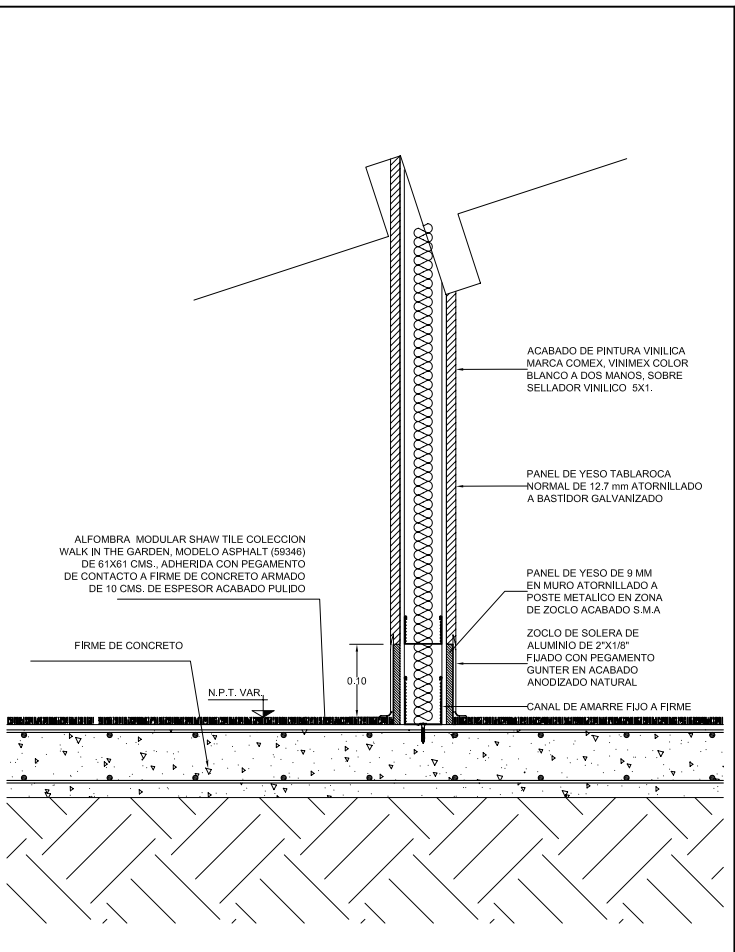 ACABADO DE PINTURA VINILICA
MARCA COMEX, VINIMEX COLOR
BLANCO A DOS MANOS, SOBRE
SELLADOR VINILICO 5X1.
PANEL DE YESO TABLAROCA
NORMAL DE 12.7 mm ATORNILLADO
A BASTIDOR GALVANIZADO
ALFOMBRA MODULAR SHAW TILE COLECCION
WALK IN THE GARDEN, MODELO ASPHALT (59346)
DE 61X61 CMS., ADHERIDA CON PEGAMENTO
DE CONTACTO A FIRME DE CONCRETO ARMADO
DE 10 CMS. DE ESPESOR ACABADO PULIDO
PANEL DE YESO DE 9 MM
EN MURO ATORNILLADO A
POSTE METALICO EN ZONA
DE ZOCLO ACABADO S.M.A
FIRME DE CONCRETO
ZOCLO DE SOLERA DE
ALUMINIO DE 2"X1/8"
FIJADO CON PEGAMENTO
GUNTER EN ACABADO
ANODIZADO NATURAL
0.10
N.P.T. VAR.
CANAL DE AMARRE FIJO A FIRME